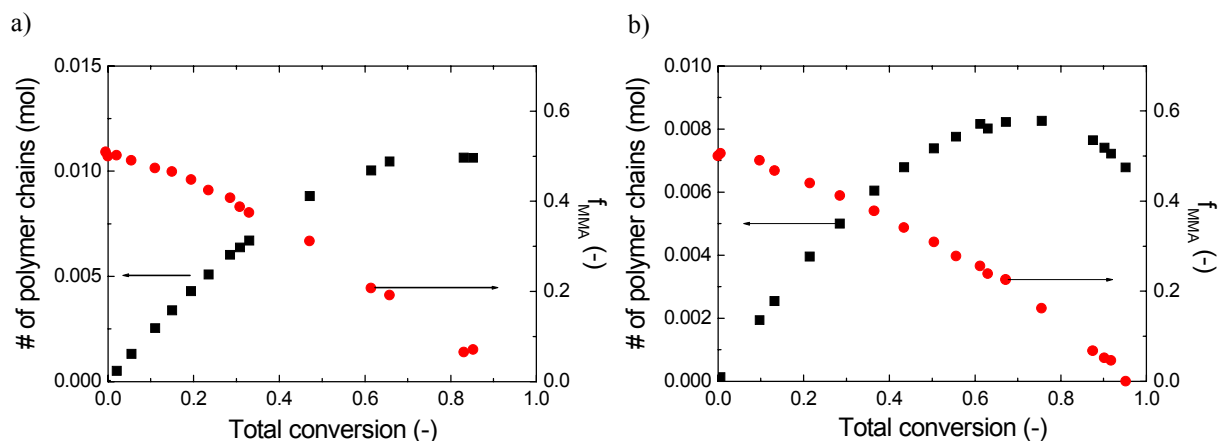 a)
# of polymer chains (mol)
0.015
0.010
0.005
0.000
0.0 0.2 0.4 0.6 0.8 1.0
Total conversion (-)
0.6
0.4
0.2
0.0
f MMA (-)
b)
# of polymer chains (mol)
0.010
0.008
0.006
0.004
0.002
0.000
0.0 0.2 0.4 0.6 0.8 1.0
Total conversion (-)
0.6
0.4
0.2
0.0
f MMA (-)